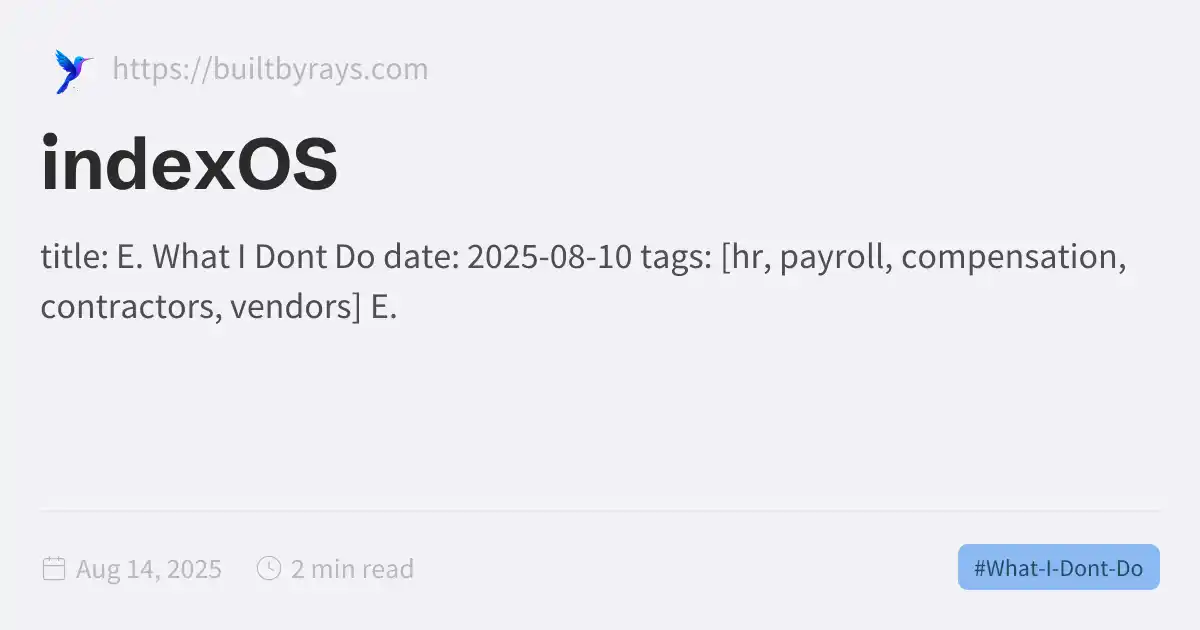 https://builtbyrays.com
indexOS
title: E. What I Dont Do date: 2025-08-10 tags: [hr, payroll, compensation,
contractors, vendors] E.
Aug 14, 2025
2 min read
#What-I-Dont-Do